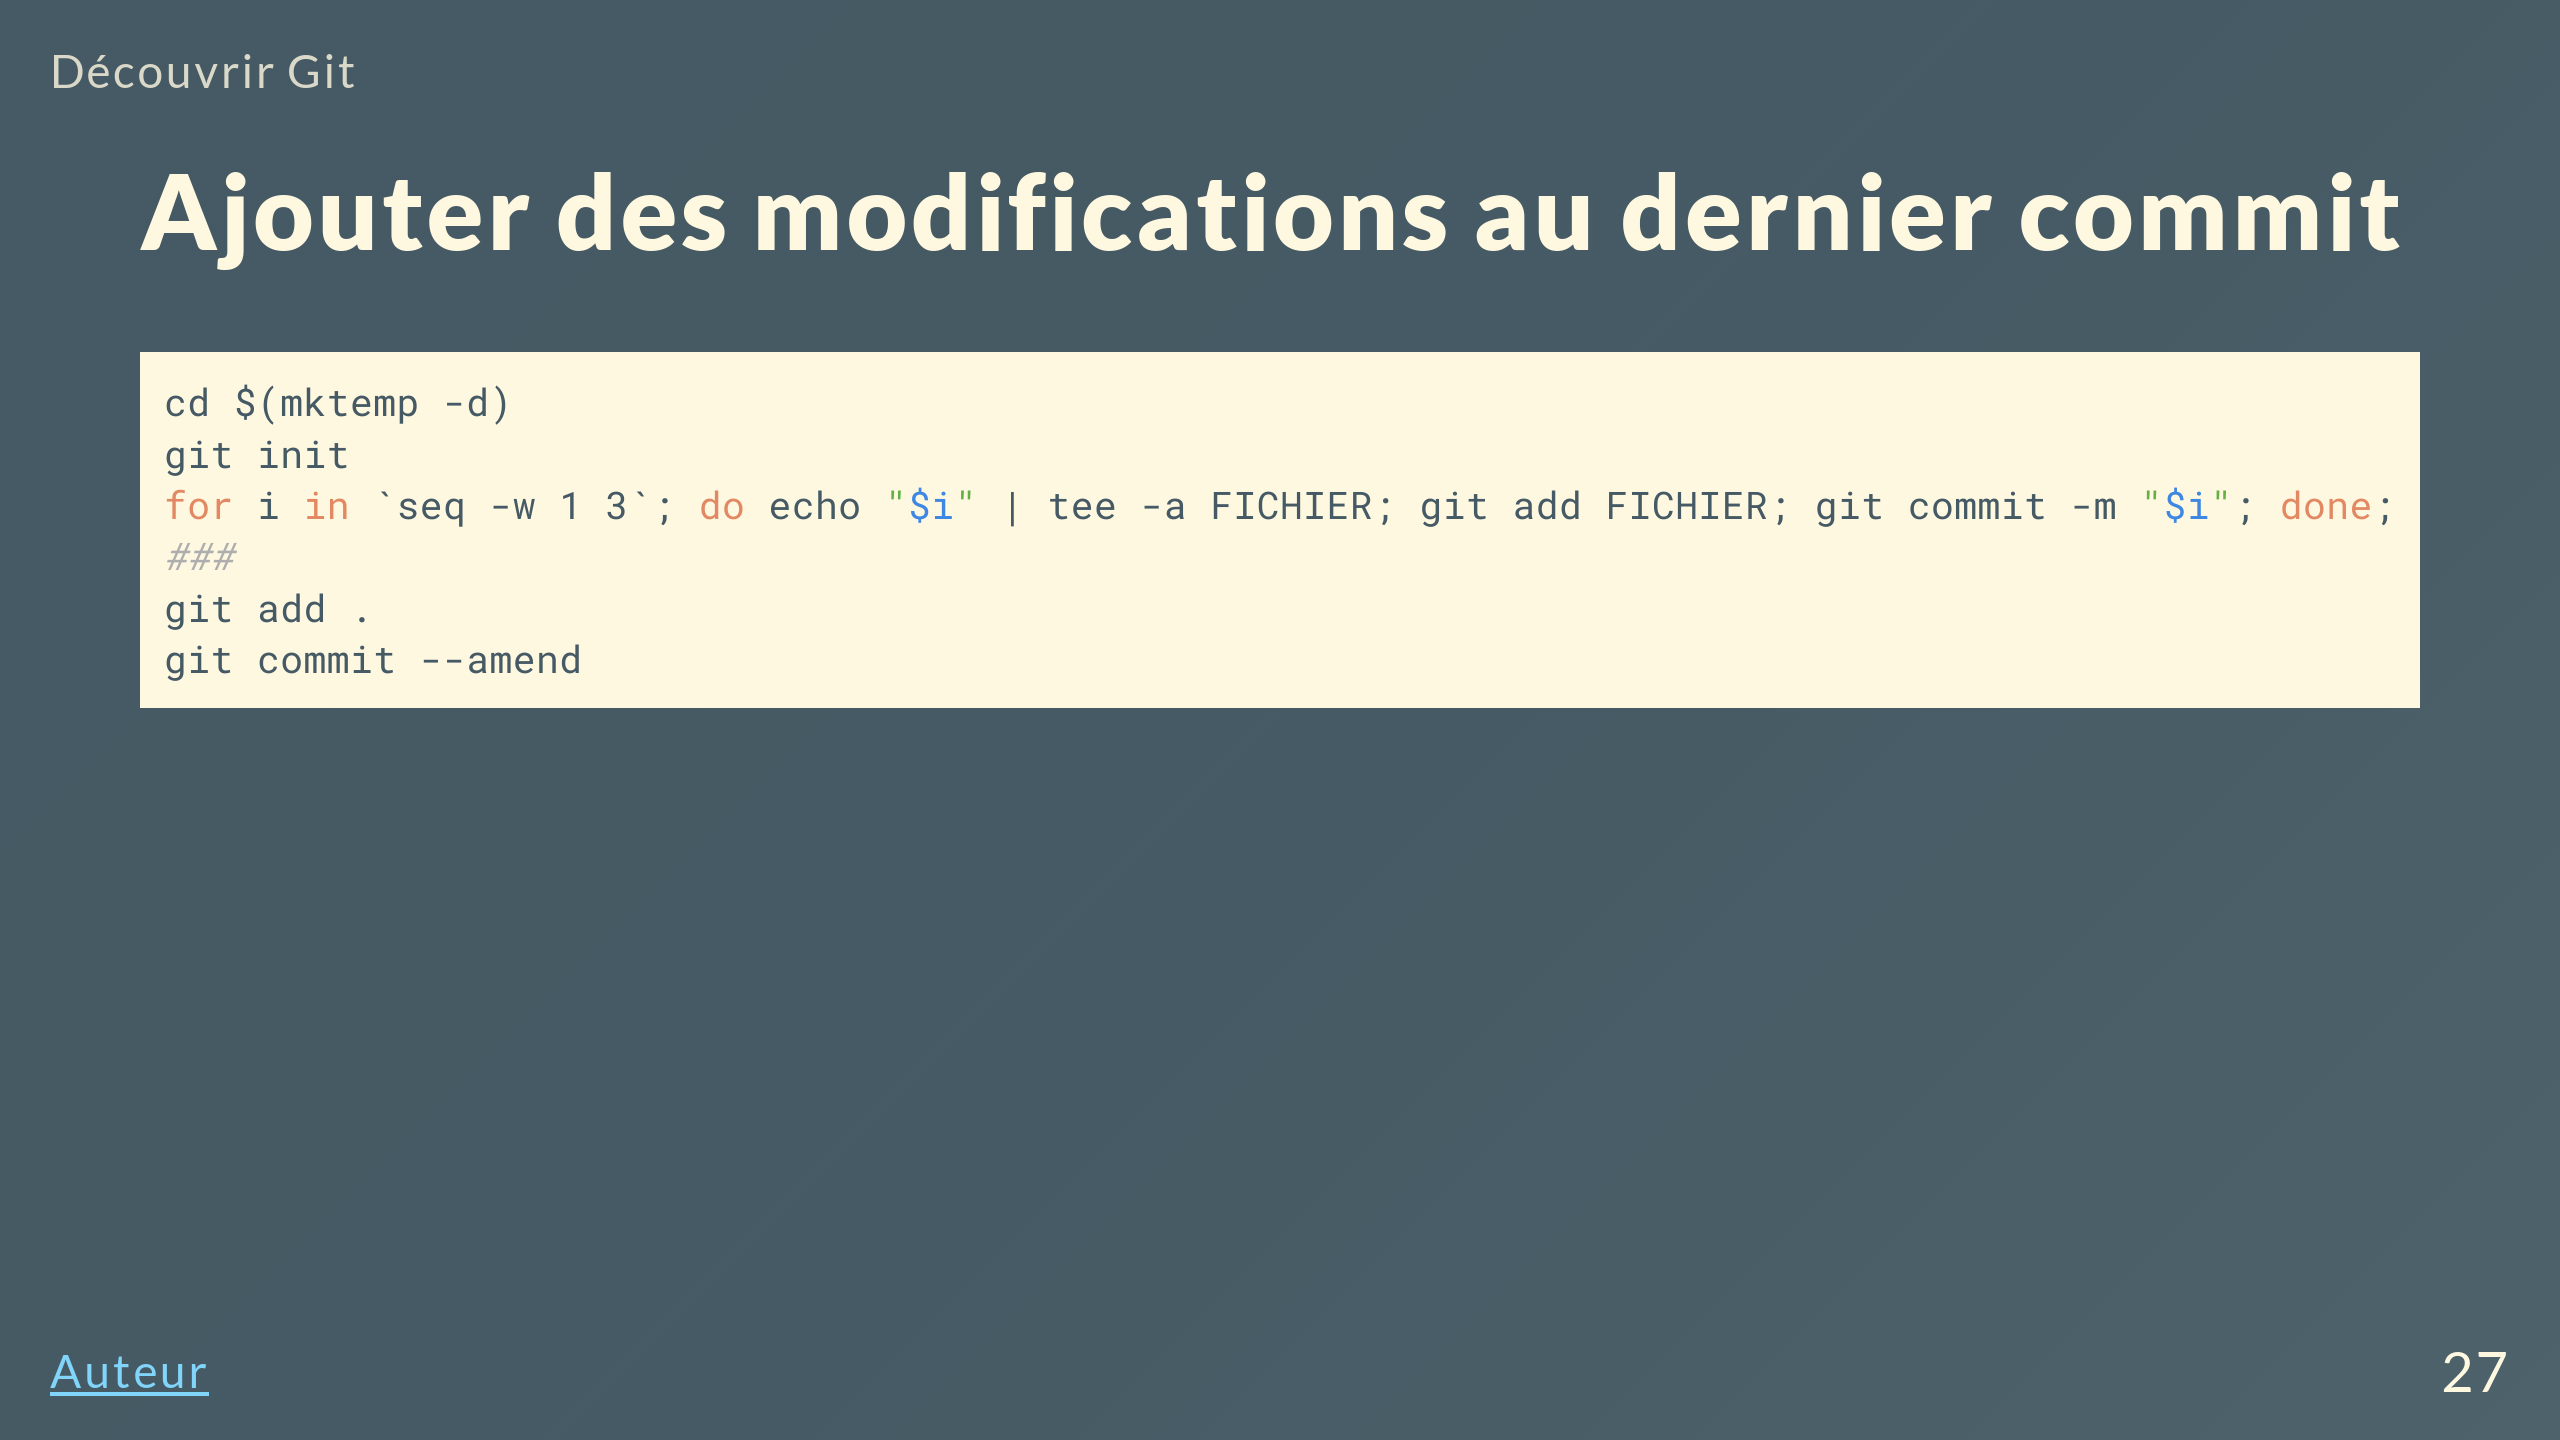 Découvrir Git
Ajouter des modifications au dernier commit
cd $(mktemp -d)
git init
for i in `seq -w 1 3`; do echo "$i" | tee -a FICHIER; git add FICHIER; git commit -m "$i"; done;
###
git add .
git commit --amend
Auteur
27